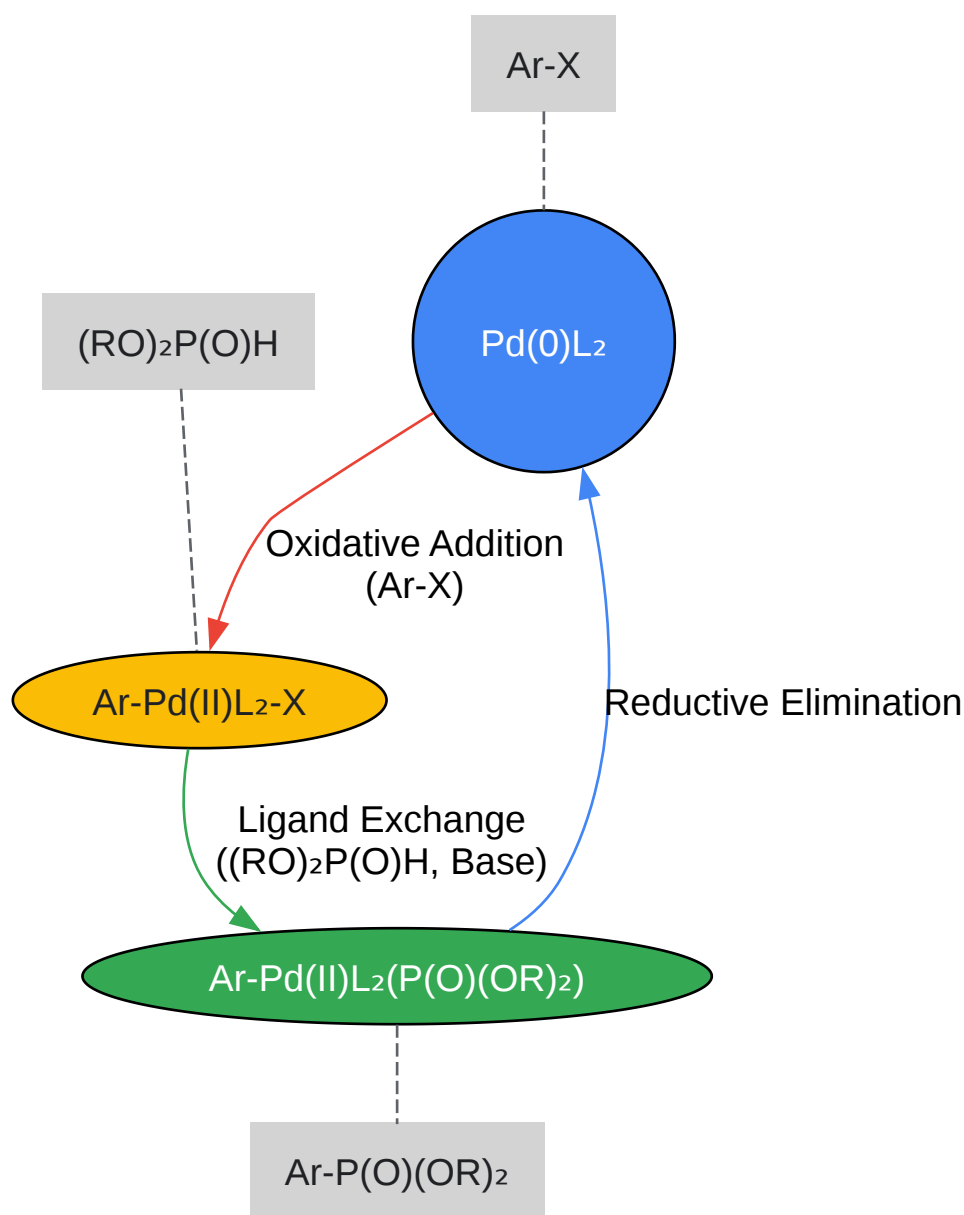 Ar-X
(RO)₂P(O)H
Pd(0)L₂
Oxidative Addition
(Ar-X)
Ar-Pd(II)L₂-X
Reductive Elimination
Ligand Exchange
((RO)₂P(O)H, Base)
Ar-Pd(II)L₂(P(O)(OR)₂)
Ar-P(O)(OR)₂